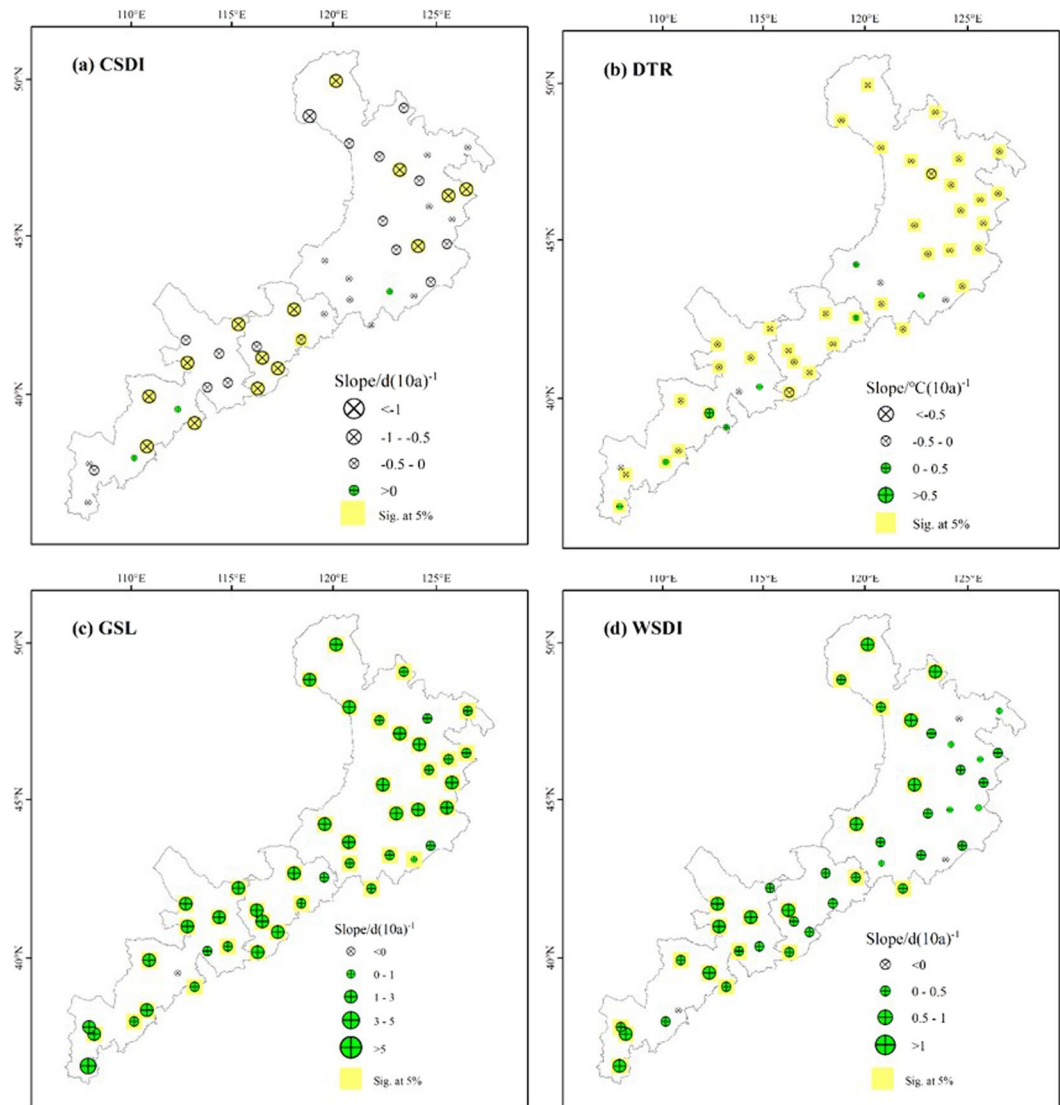 110°E 115°E 120°E 125°E
110°E 115°E 120°E 125°E
(a) CSDI
(b) DTR
50°N
50°N
45°N
45°N
40°N
40°N
Slope/d(10a)⁻¹
<-1
-1 - -0.5
-0.5 - 0
>0
Sig. at 5%
Slope/°C(10a)⁻¹
<-0.5
-0.5 - 0
0 - 0.5
>0.5
Sig. at 5%
110°E 115°E 120°E 125°E
110°E 115°E 120°E 125°E
(c) GSL
(d) WSDI
50°N
50°N
45°N
45°N
40°N
40°N
Slope/d(10a)⁻¹
<0
0 - 1
1 - 3
3 - 5
>5
Sig. at 5%
Slope/d(10a)⁻¹
<0
0 - 0.5
0.5 - 1
>1
Sig. at 5%